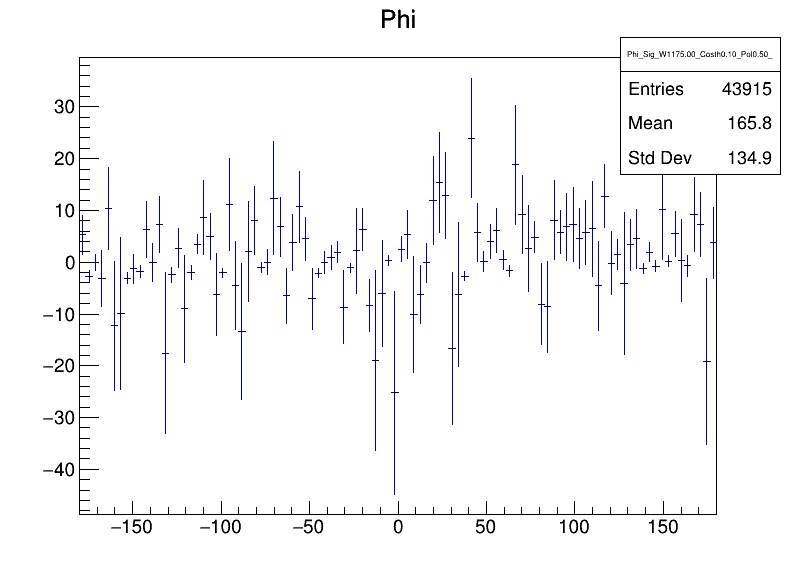 Phi
Phi_Sig_W1175.00_Costh0.10_Pol0.50_
Entries 43915
Mean 165.8
Std Dev 134.9
30
20
10
0
−10
−20
−30
−40
−150 −100 −50 0 50 100 150